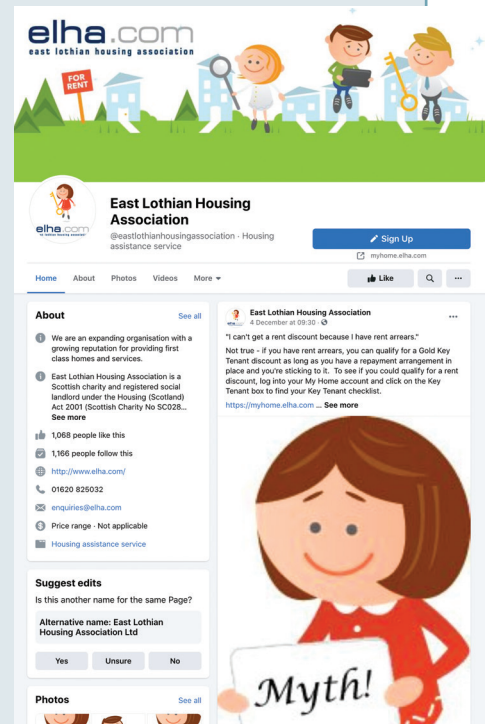 elha.com
east lothian housing association
FOR
RENT
elha.com
East Lothian Housing
Association
@eastlothianhousingassociation · Housing
assistance service
Sign Up
myhome.elha.com
Home About Photos Videos More
Like
About See all
We are an expanding organisation with a
growing reputation for providing first
class homes and services.
East Lothian Housing Association is a
Scottish charity and registered social
landlord under the Housing (Scotland)
Act 2001 (Scottish Charity No SC028...
See more
1,068 people like this
1,166 people follow this
http://www.elha.com/
01620 825032
enquiries@elha.com
Price range · Not applicable
Housing assistance service
Suggest edits
Is this another name for the same Page?
Alternative name: East Lothian
Housing Association Ltd
Yes Unsure No
Photos See all
East Lothian Housing Association
4 December at 09:30 ·
"I can't get a rent discount because I have rent arrears."
Not true - if you have rent arrears, you can qualify for a Gold Key
Tenant discount as long as you have a repayment arrangement in
place and you're sticking to it. To see if you could qualify for a rent
discount, log into your My Home account and click on the Key
Tenant box to find your Key Tenant checklist.
https://myhome.elha.com ... See more
Myth!